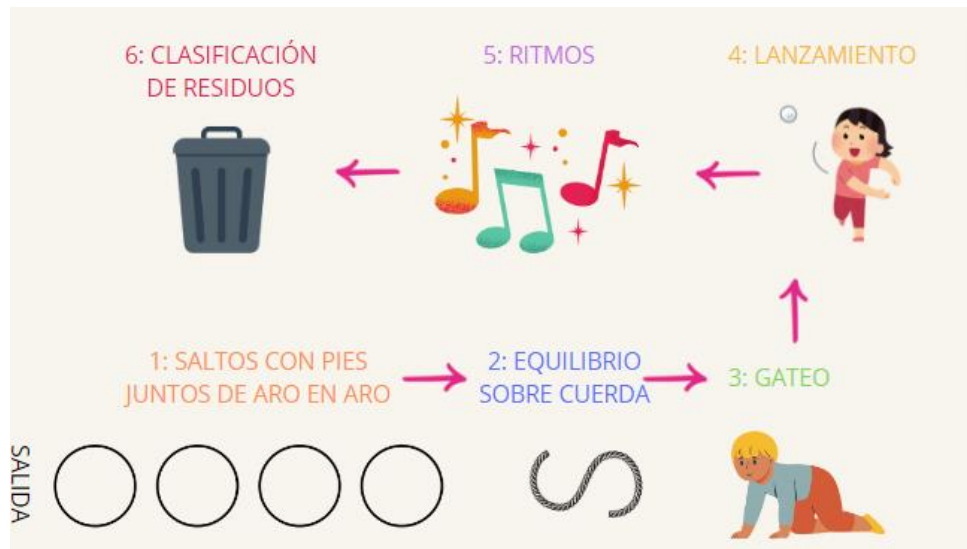 6: CLASIFICACIÓN
DE RESIDUOS
5: RITMOS
4: LANZAMIENTO
1: SALTOS CON PIES
JUNTOS DE ARO EN ARO
2: EQUILIBRIO
SOBRE CUERDA
3: GATEO
SALIDA